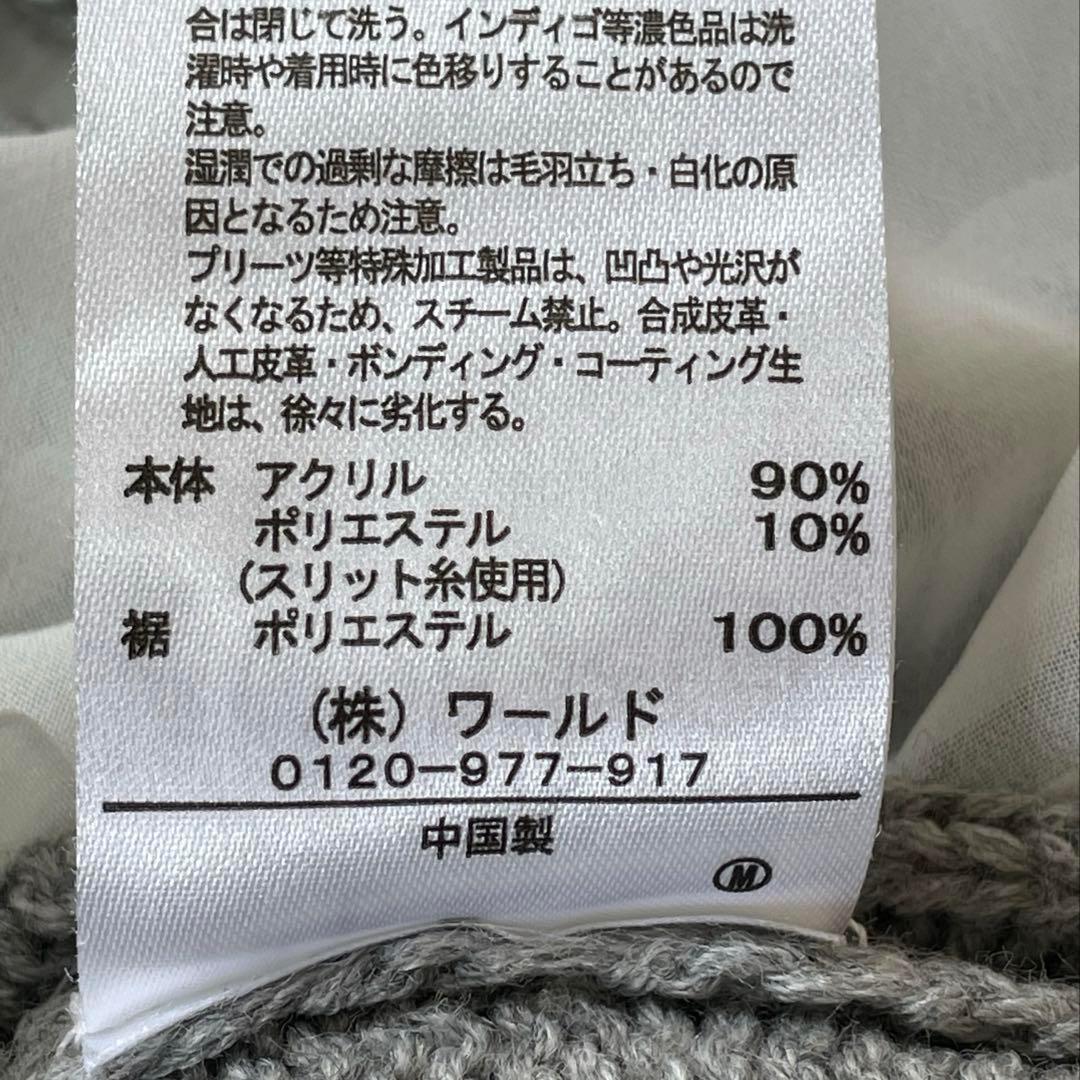 合は閉じて洗う。インディゴ等濃色品は洗
濯時や着用時に色移りすることがあるので
注意。
湿潤での過剰な摩擦は毛羽立ち・白化の原
因となるため注意。
プリーツ等特殊加工製品は、凹凸や光沢が
なくなるため、スチーム禁止。合成皮革・
人工皮革・ボンディング・コーティング生
地は、徐々に劣化する。
本体 アクリル 90%
ポリエステル 10%
(スリット糸使用)
裾 ポリエステル 100%
(株) ワールド
0120-977-917
中国製
M